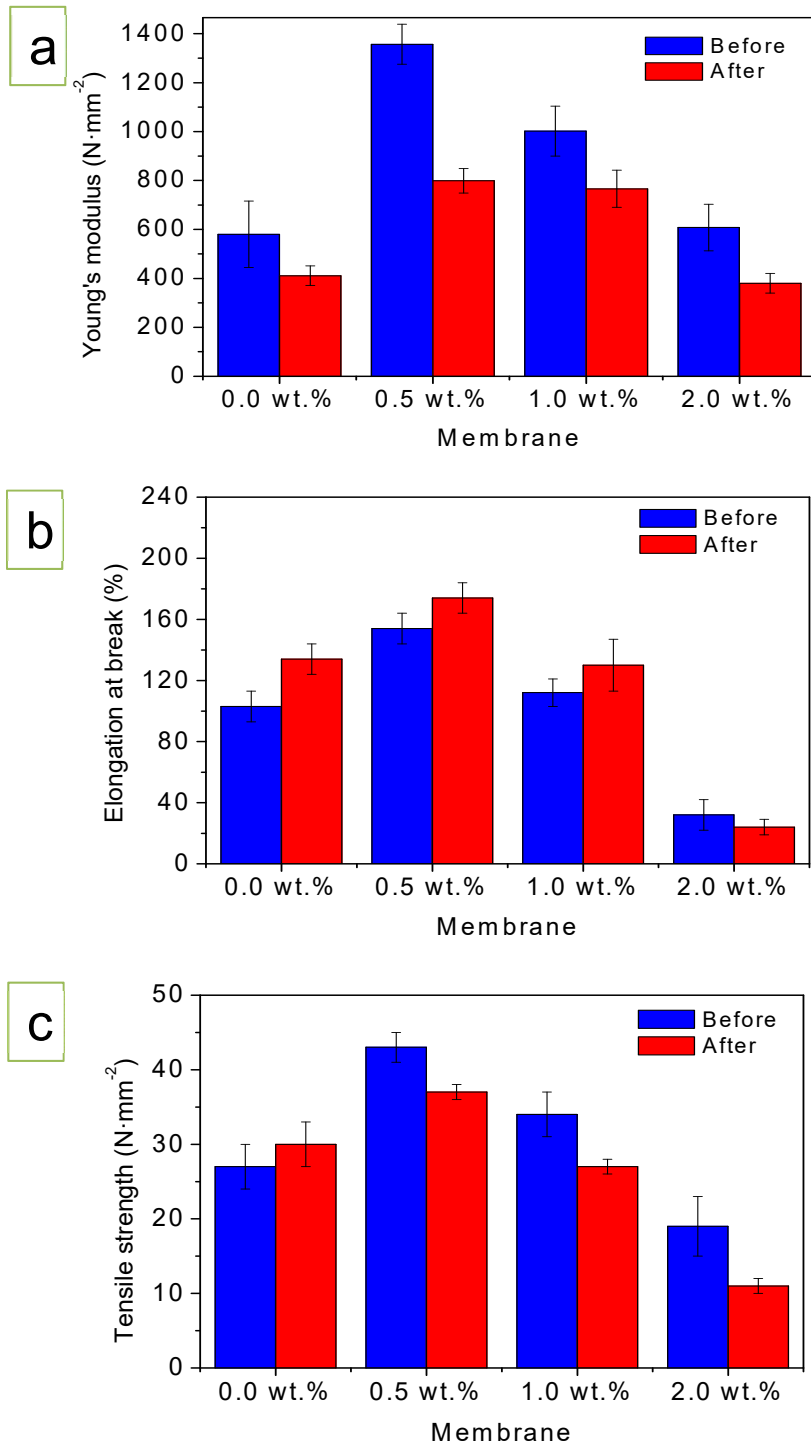 a
Before
After
Young's modulus (N·mm⁻²)
1400
1200
1000
800
600
400
200
0
0.0 wt.% 0.5 wt.% 1.0 wt.% 2.0 wt.%
Membrane
b
Before
After
Elongation at break (%)
240
200
160
120
80
40
0
0.0 wt.% 0.5 wt.% 1.0 wt.% 2.0 wt.%
Membrane
c
Before
After
Tensile strength (N·mm⁻²)
50
40
30
20
10
0
0.0 wt.% 0.5 wt.% 1.0 wt.% 2.0 wt.%
Membrane